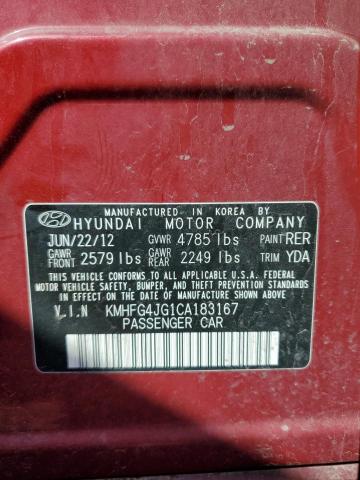 MANUFACTURED IN KOREA BY
HYUNDAI MOTOR COMPANY
JUN/22/12 GVWR 4785 lbs PAINT RER
GAWR FRONT 2579 lbs GAWR REAR 2249 lbs TRIM YDA
THIS VEHICLE CONFORMS TO ALL APPLICABLE U.S. FEDERAL
MOTOR VEHICLE SAFETY, BUMPER, AND THEFT PREVENTION
STANDARDS IN EFFECT ON THE DATE OF MANUFACTURE SHOWN ABOVE.
V.I.N KMHFG4JG1CA183167
PASSENGER CAR